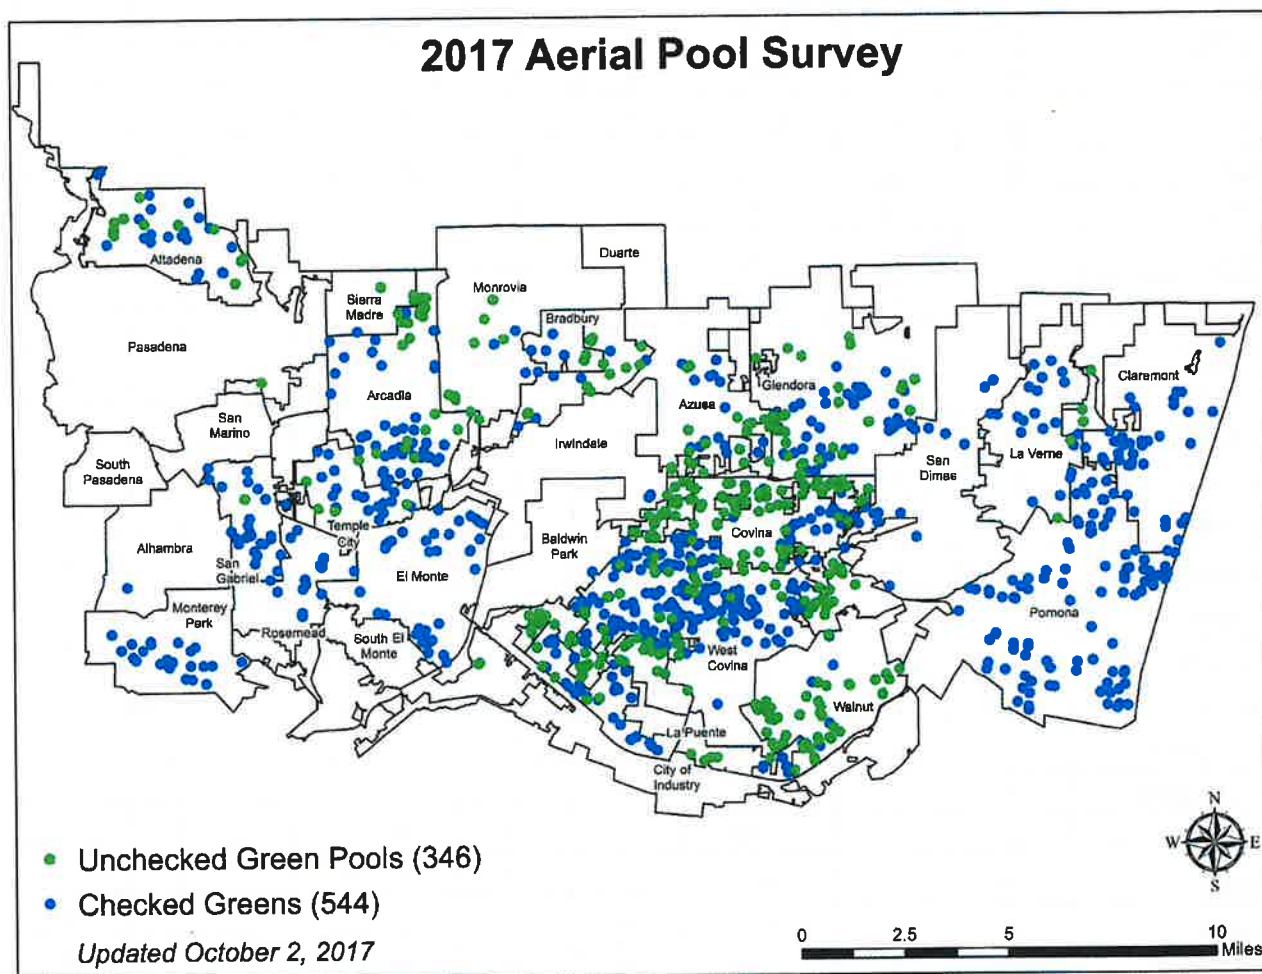 2017 Aerial Pool Survey
Duarte
Altadena
Sierra
Madre
Monrovia
Bradbury
Pasadena
Arcadia
Glendora
Claremont
San
Marino
Azusa
Irwindale
South
Pasadena
San
Dimas
La Verne
Temple
City
Covina
Alhambra
Baldwin
Park
San
Gabriel
El Monte
Monterey
Park
Pomona
Rosemead
South El
Monte
West
Covina
Walnut
La Puente
City of
Industry
N
W
E
S
Unchecked Green Pools (346)
Checked Greens (544)
Updated October 2, 2017
0 2.5 5 10
Miles